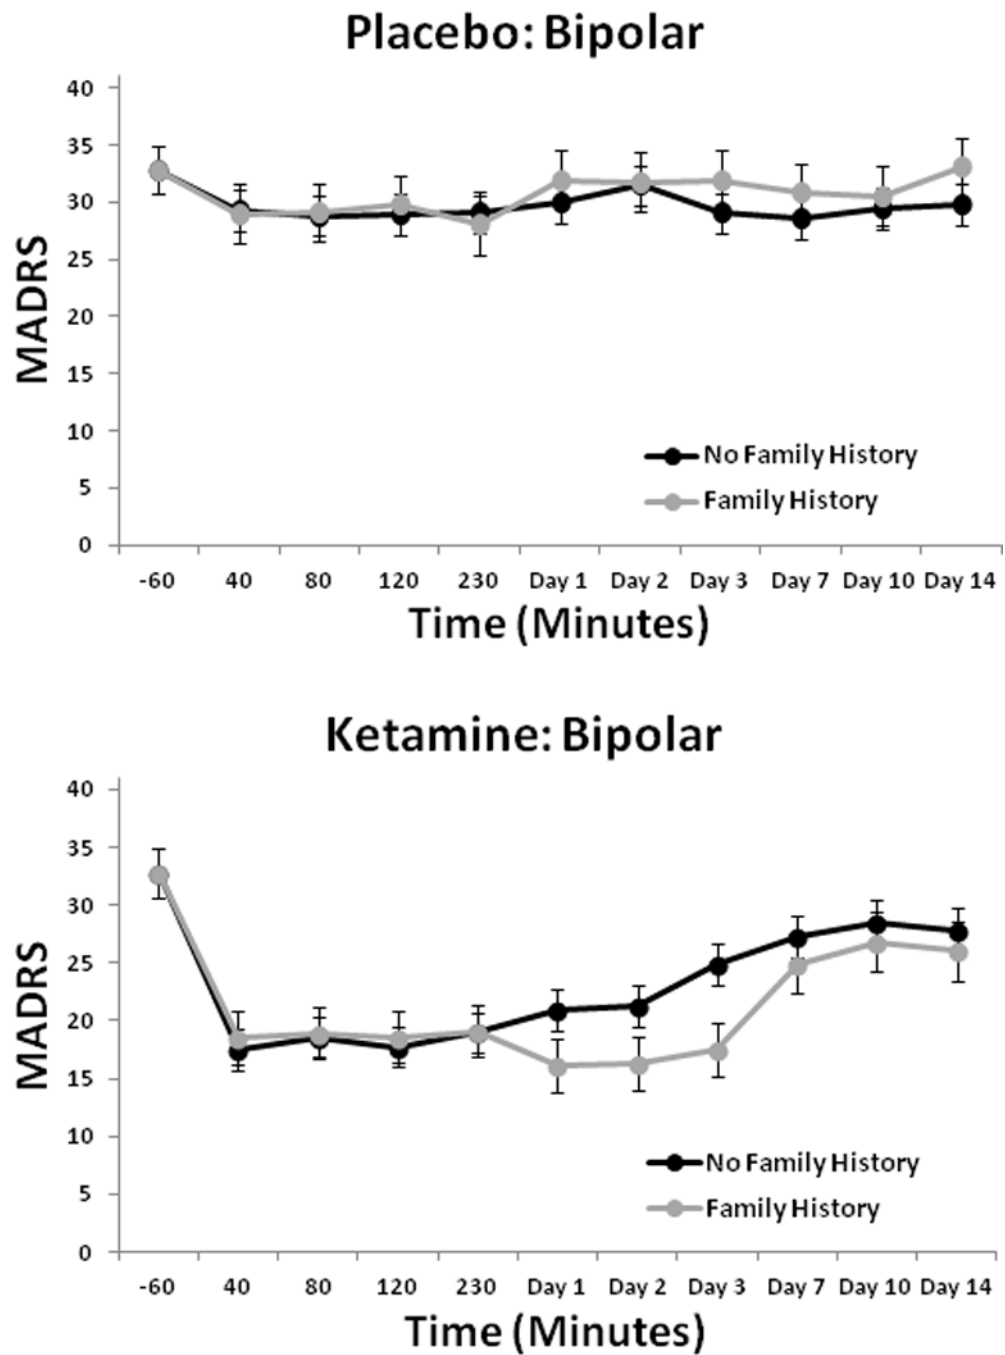 Placebo: Bipolar
40
35
30
25
20
15
10
5
0
MADRS
No Family History
Family History
-60 40 80 120 230 Day 1 Day 2 Day 3 Day 7 Day 10 Day 14
Time (Minutes)
Ketamine: Bipolar
40
35
30
25
20
15
10
5
0
MADRS
No Family History
Family History
-60 40 80 120 230 Day 1 Day 2 Day 3 Day 7 Day 10 Day 14
Time (Minutes)